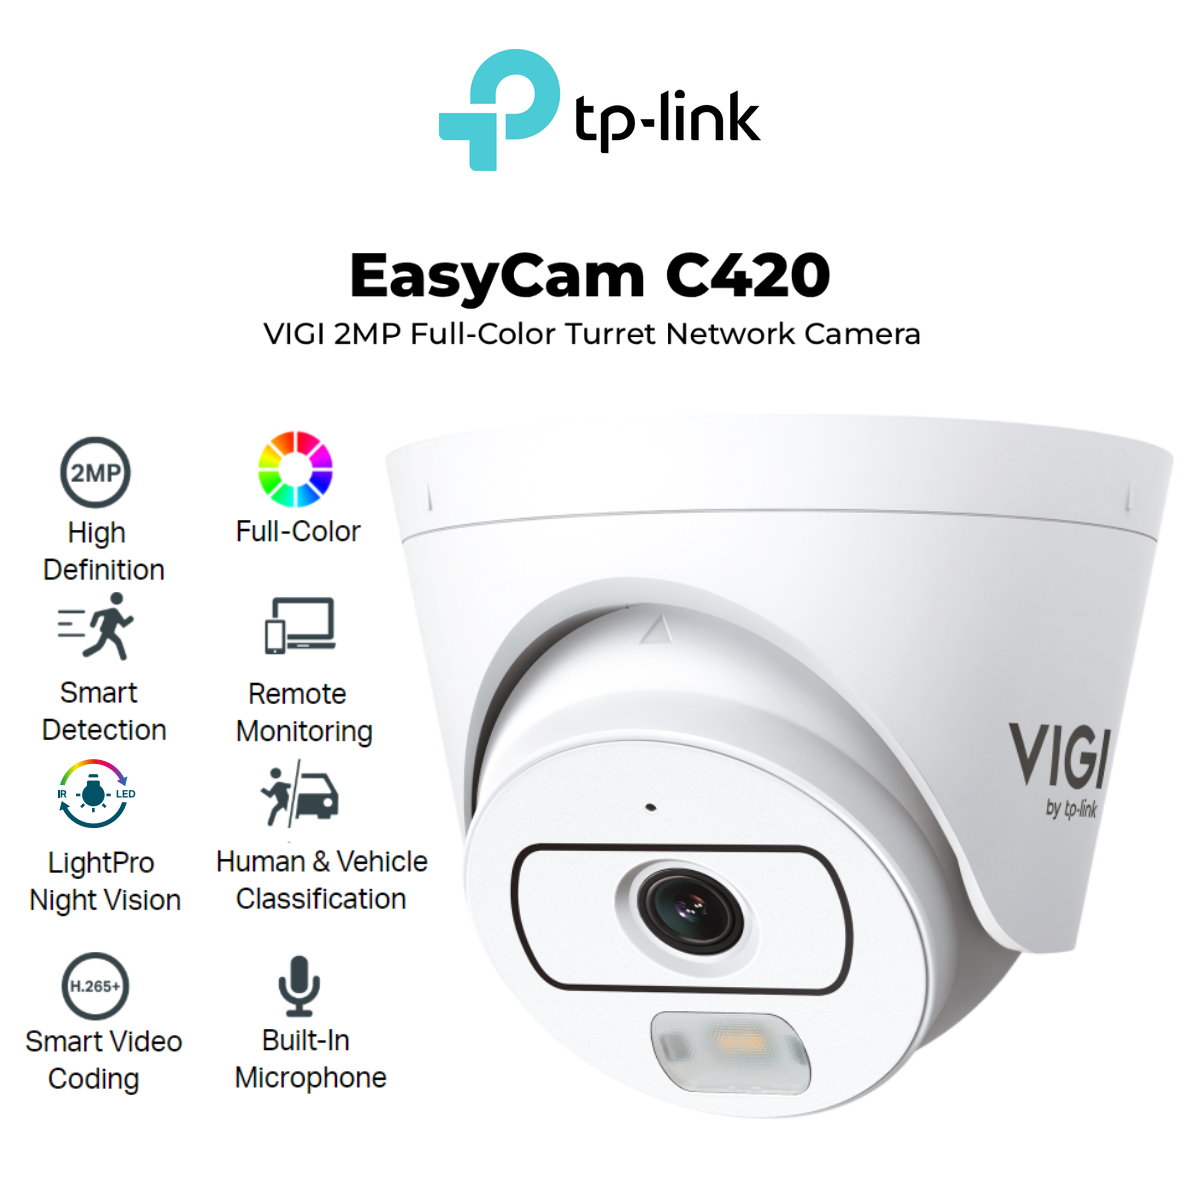 tp-link
EasyCam C420
VIGI 2MP Full-Color Turret Network Camera
2MP
High
Definition
Full-Color
Smart
Detection
Remote
Monitoring
IR LED
LightPro
Night Vision
Human & Vehicle
Classification
H.265+
Smart Video
Coding
Built-In
Microphone
VIGI
by tp-link